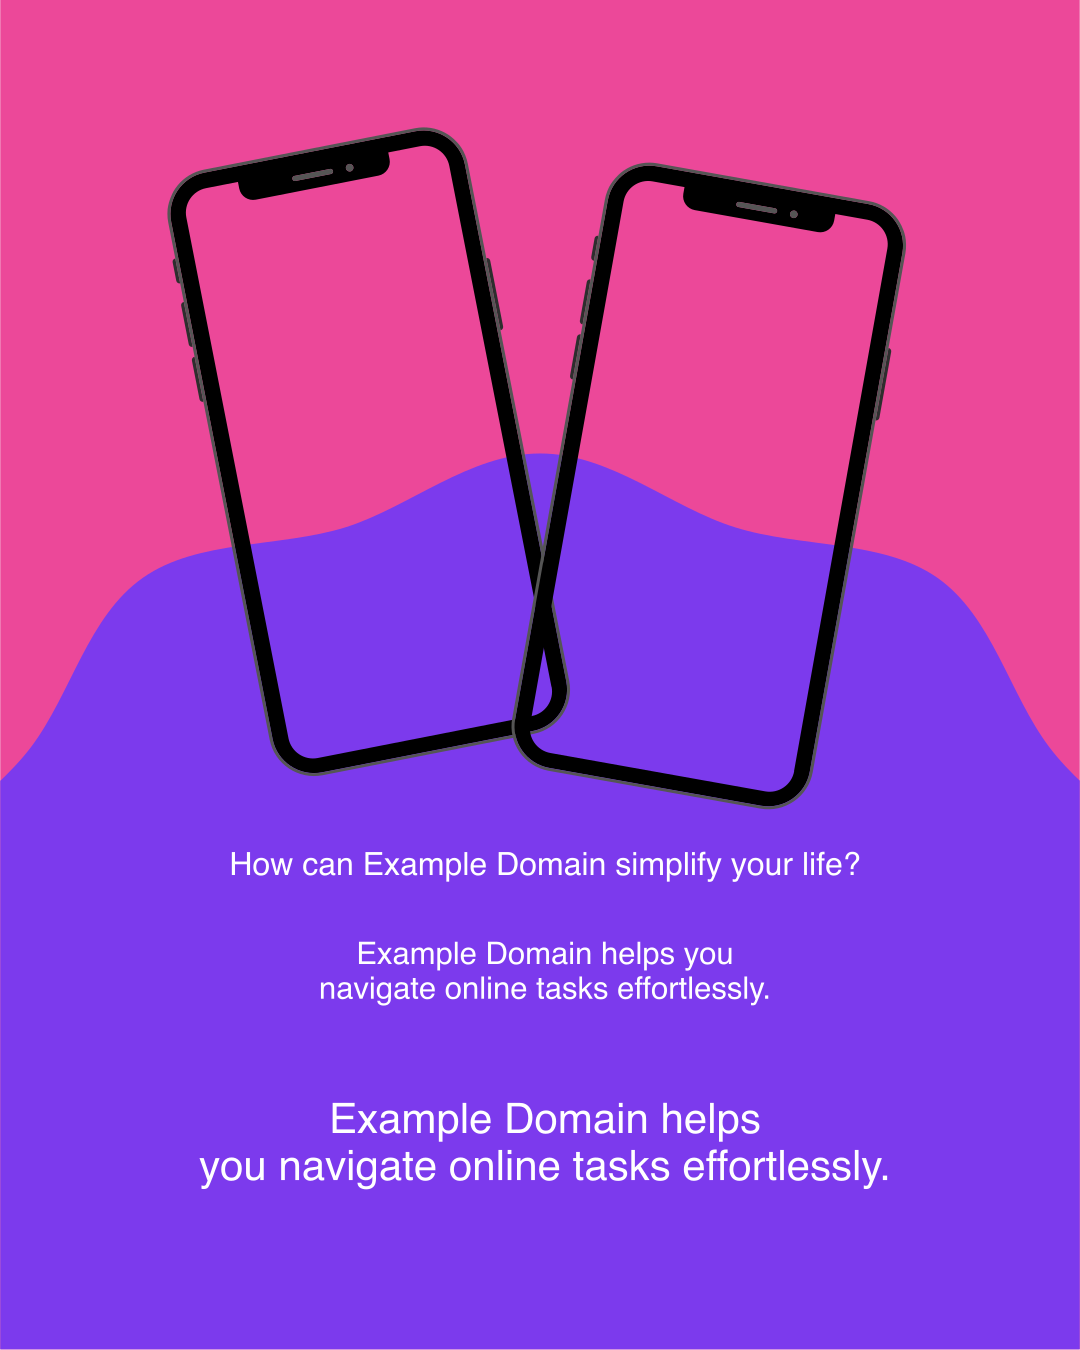 How can Example Domain simplify your life?
Example Domain helps you
navigate online tasks effortlessly.
Example Domain helps
you navigate online tasks effortlessly.